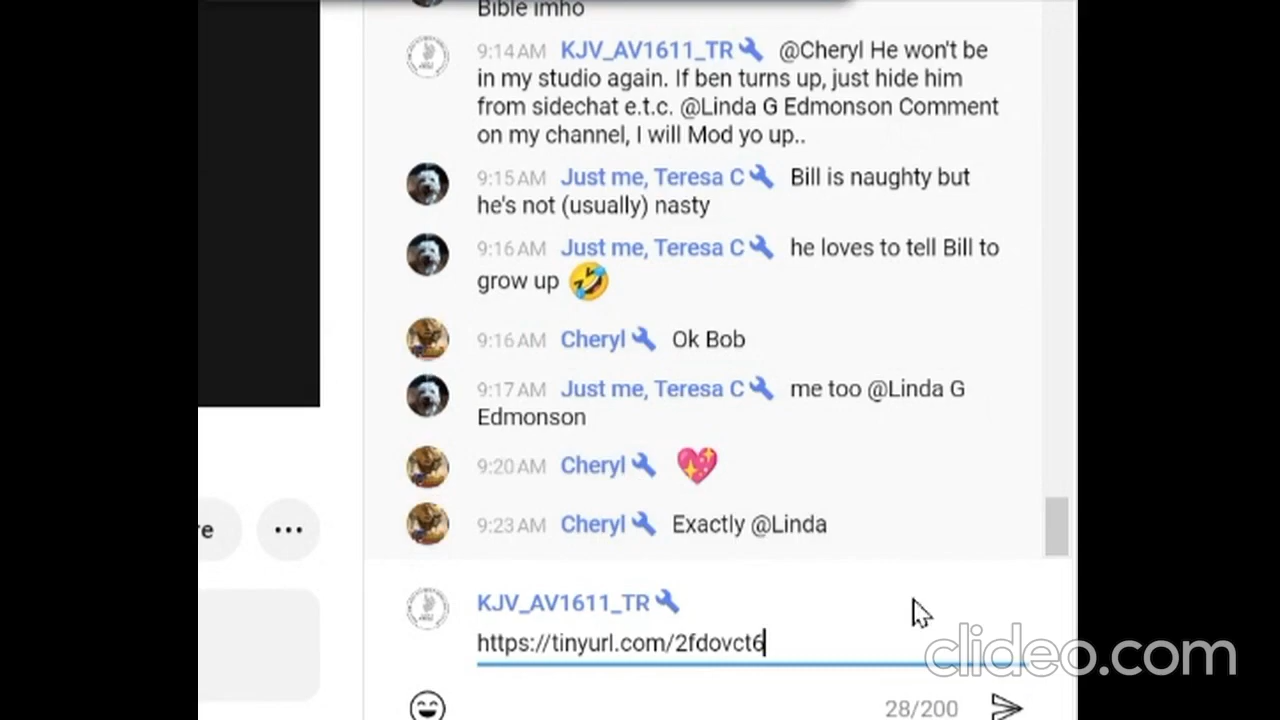 Bible imho
9:14 AM KJV_AV1611_TR @Cheryl He won't be
in my studio again. If ben turns up, just hide him
from sidechat e.t.c. @Linda G Edmonson Comment
on my channel, I will Mod yo up..
9:15 AM Just me, Teresa C Bill is naughty but
he's not (usually) nasty
9:16 AM Just me, Teresa C he loves to tell Bill to
grow up 🤣
9:16 AM Cheryl Ok Bob
9:17 AM Just me, Teresa C me too @Linda G
Edmonson
9:20 AM Cheryl 💖
9:23 AM Cheryl Exactly @Linda
re
KJV_AV1611_TR
https://tinyurl.com/2fdovct6
clideo.com
28/200